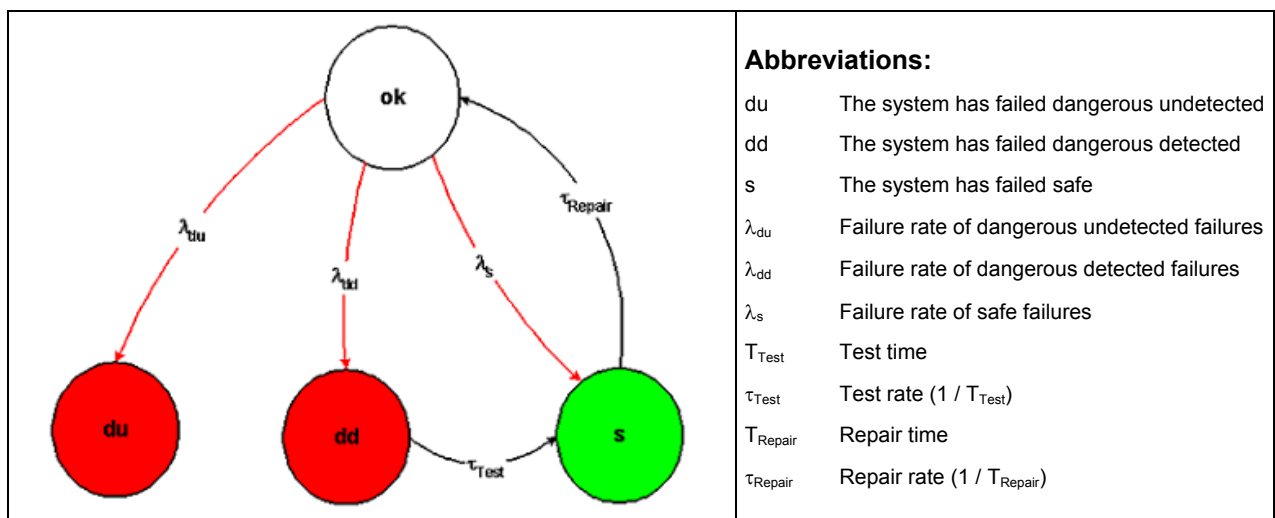 ok
τRepair
λdu
λdd
λs
du
dd
s
τTest
Abbreviations:
du The system has failed dangerous undetected
dd The system has failed dangerous detected
s The system has failed safe
λdu Failure rate of dangerous undetected failures
λdd Failure rate of dangerous detected failures
λs Failure rate of safe failures
TTest Test time
τTest Test rate (1 / TTest)
TRepair Repair time
τRepair Repair rate (1 / TRepair)